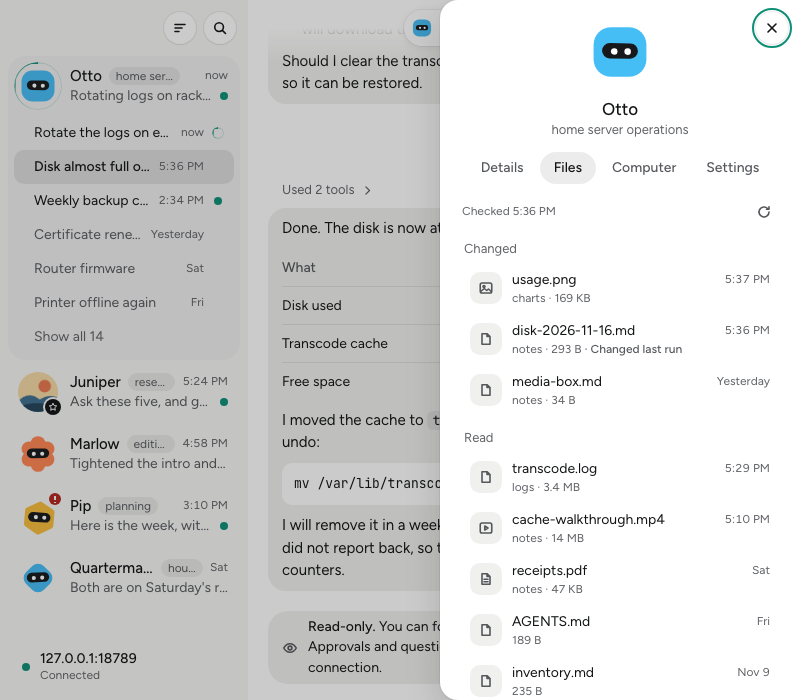 Otto home ser... now
Rotating logs on rack...
Rotate the logs on e... now
Disk almost full o... 5:36 PM
Weekly backup c... 2:34 PM
Certificate rene... Yesterday
Router firmware Sat
Printer offline again Fri
Show all 14
Juniper rese... 5:24 PM
Ask these five, and g...
Marlow editi... 4:58 PM
Tightened the intro and...
Pip planning 3:10 PM
Here is the week, wit...
Quarterma... hou... Sat
Both are on Saturday's r...
127.0.0.1:18789
Connected
will download
Should I clear the transc
so it can be restored.
Used 2 tools
Done. The disk is now at
What
Disk used
Transcode cache
Free space
I moved the cache to t
undo:
mv /var/lib/transco
I will remove it in a week
did not report back, so t
counters.
Read-only. You can fo
Approvals and questi
connection.
Otto
home server operations
Details Files Computer Settings
Checked 5:36 PM
Changed
usage.png 5:37 PM
charts · 169 KB
disk-2026-11-16.md 5:36 PM
notes · 293 B · Changed last run
media-box.md Yesterday
notes · 34 B
Read
transcode.log 5:29 PM
logs · 3.4 MB
cache-walkthrough.mp4 5:10 PM
notes · 14 MB
receipts.pdf Sat
notes · 47 KB
AGENTS.md Fri
189 B
inventory.md Nov 9
235 B